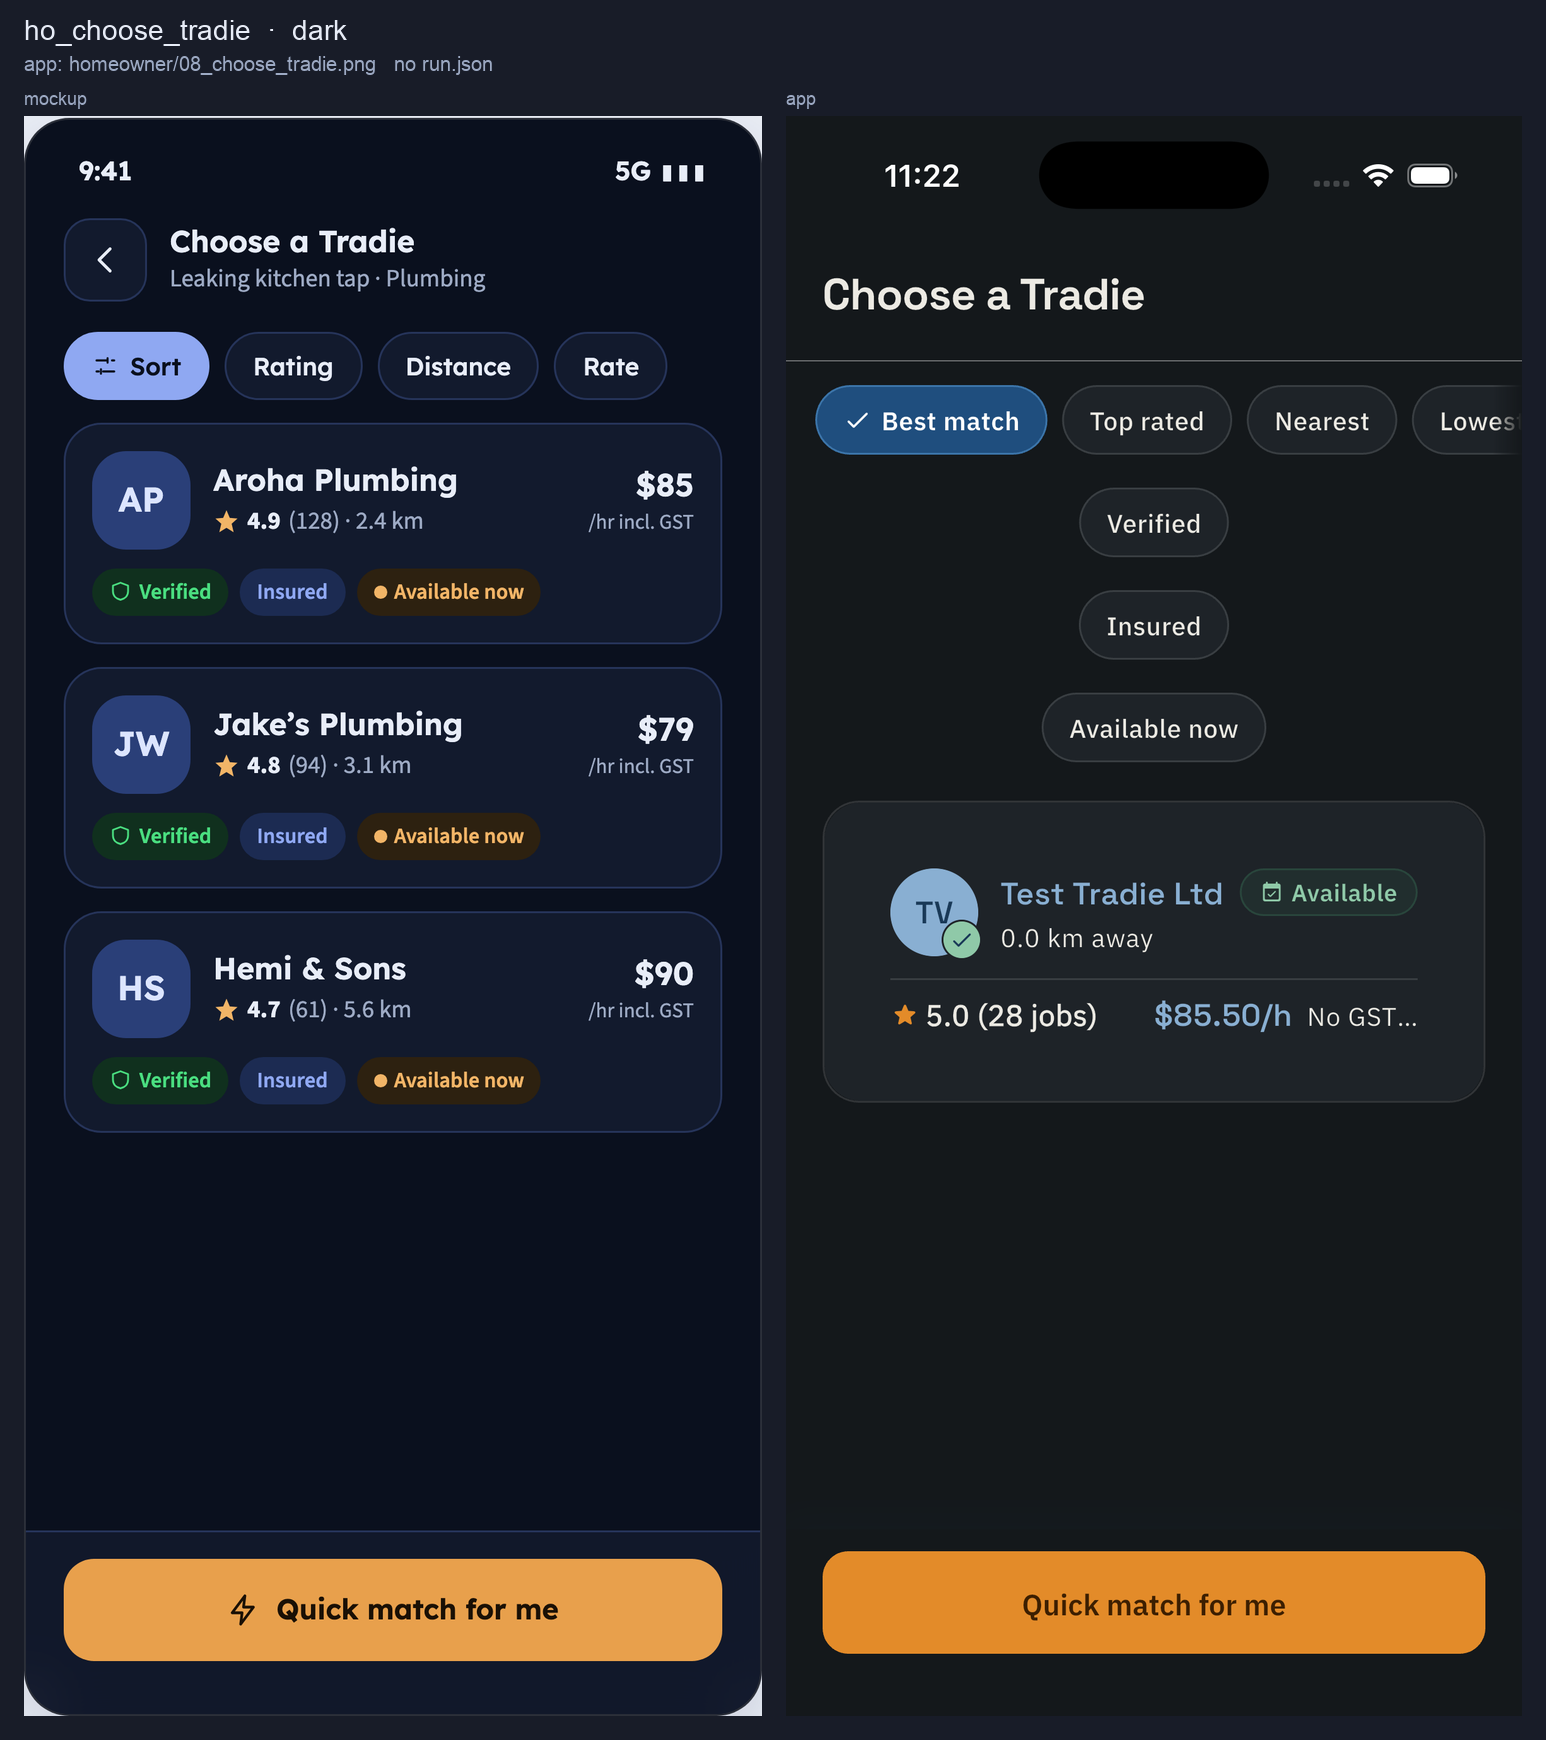 ho_choose_tradie · dark
app: homeowner/08_choose_tradie.png no run.json
mockup
9:41
5G
Choose a Tradie
Leaking kitchen tap · Plumbing
Sort
Rating
Distance
Rate
AP
Aroha Plumbing
$85
4.9 (128) · 2.4 km
/hr incl. GST
Verified
Insured
Available now
JW
Jake’s Plumbing
$79
4.8 (94) · 3.1 km
/hr incl. GST
Verified
Insured
Available now
HS
Hemi & Sons
$90
4.7 (61) · 5.6 km
/hr incl. GST
Verified
Insured
Available now
Quick match for me
app
11:22
Choose a Tradie
Best match
Top rated
Nearest
Lowest
Verified
Insured
Available now
TV
Test Tradie Ltd
Available
0.0 km away
5.0 (28 jobs)
$85.50/h
No GST...
Quick match for me